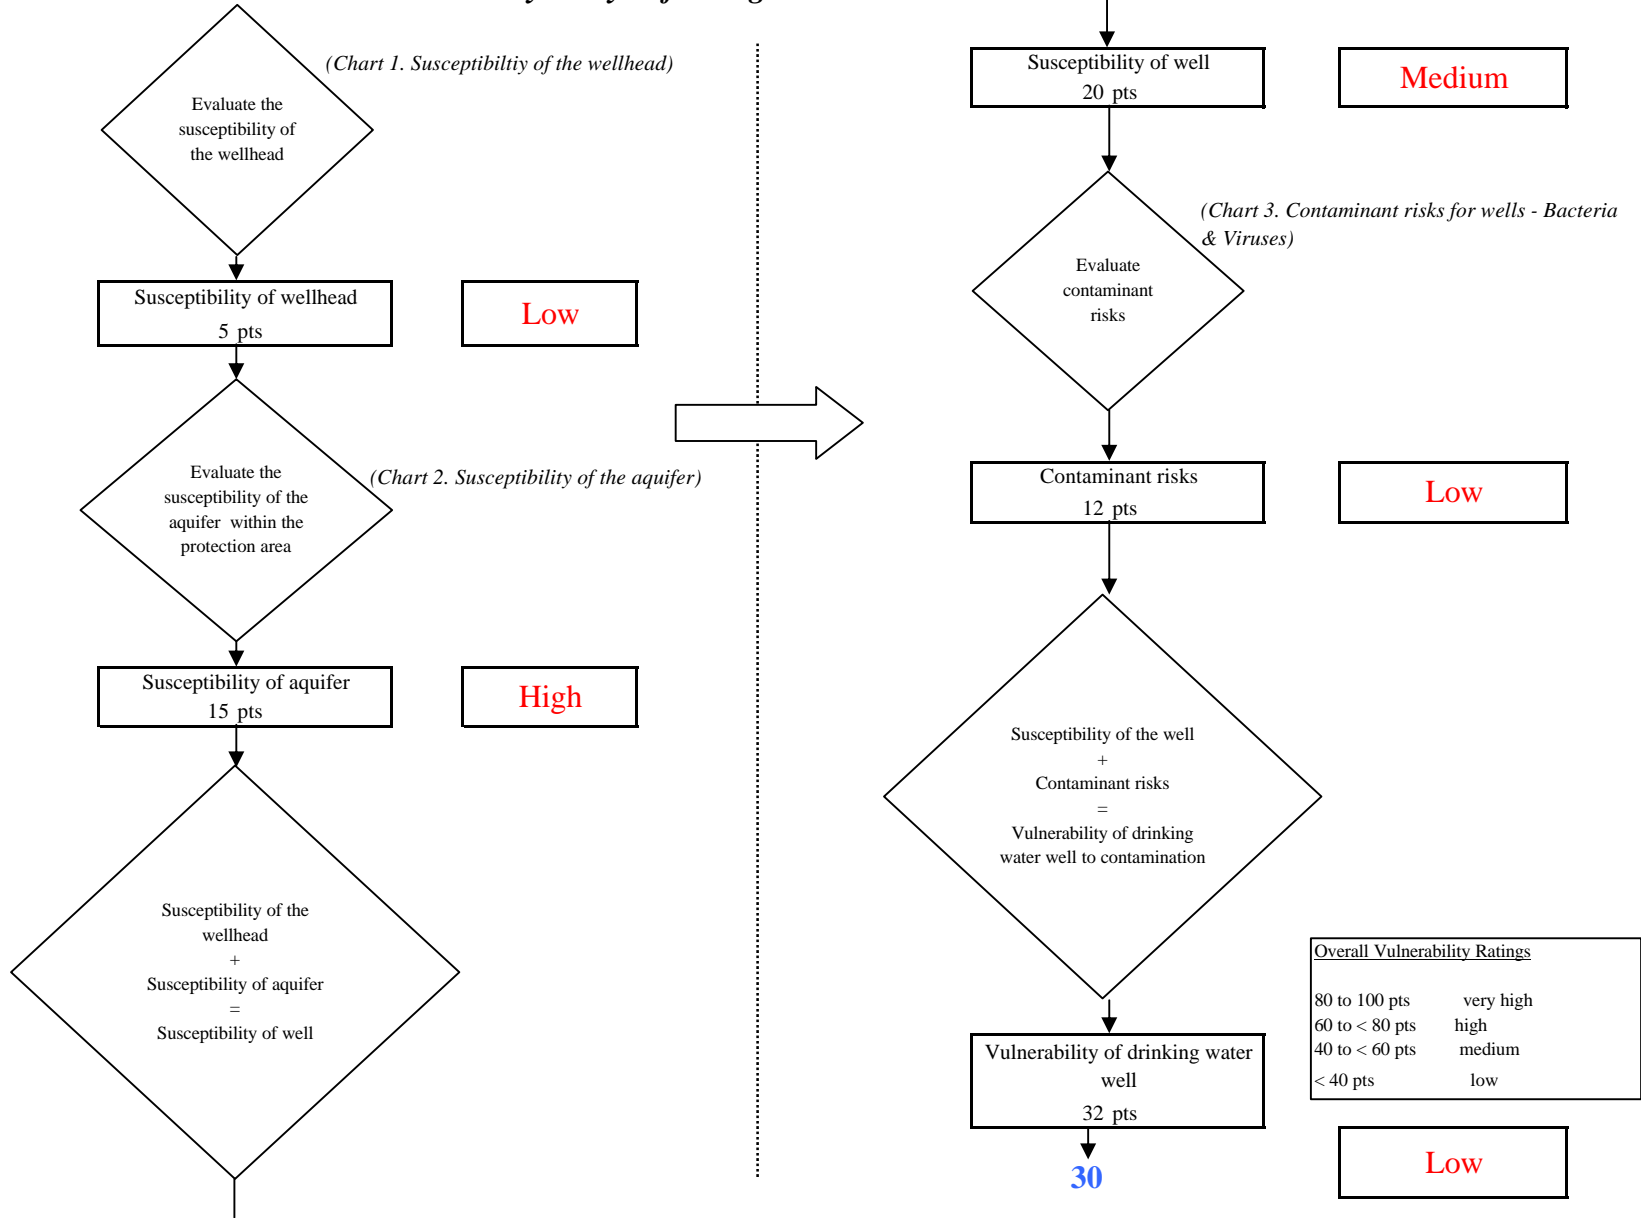 (Chart 1. Susceptibiltiy of the wellhead)
Evaluate the
susceptibility of
the wellhead
Susceptibility of wellhead
5 pts
Low
Evaluate the
susceptibility of the
aquifer within the
protection area
(Chart 2. Susceptibility of the aquifer)
Susceptibility of aquifer
15 pts
High
Susceptibility of the
wellhead
+
Susceptibility of aquifer
=
Susceptibility of well
Susceptibility of well
20 pts
Medium
(Chart 3. Contaminant risks for wells - Bacteria
& Viruses)
Evaluate
contaminant
risks
Contaminant risks
12 pts
Low
Susceptibility of the well
+
Contaminant risks
=
Vulnerability of drinking
water well to contamination
Overall Vulnerability Ratings
80 to 100 pts very high
60 to < 80 pts high
40 to < 60 pts medium
< 40 pts low
Vulnerability of drinking water
well
32 pts
30
Low